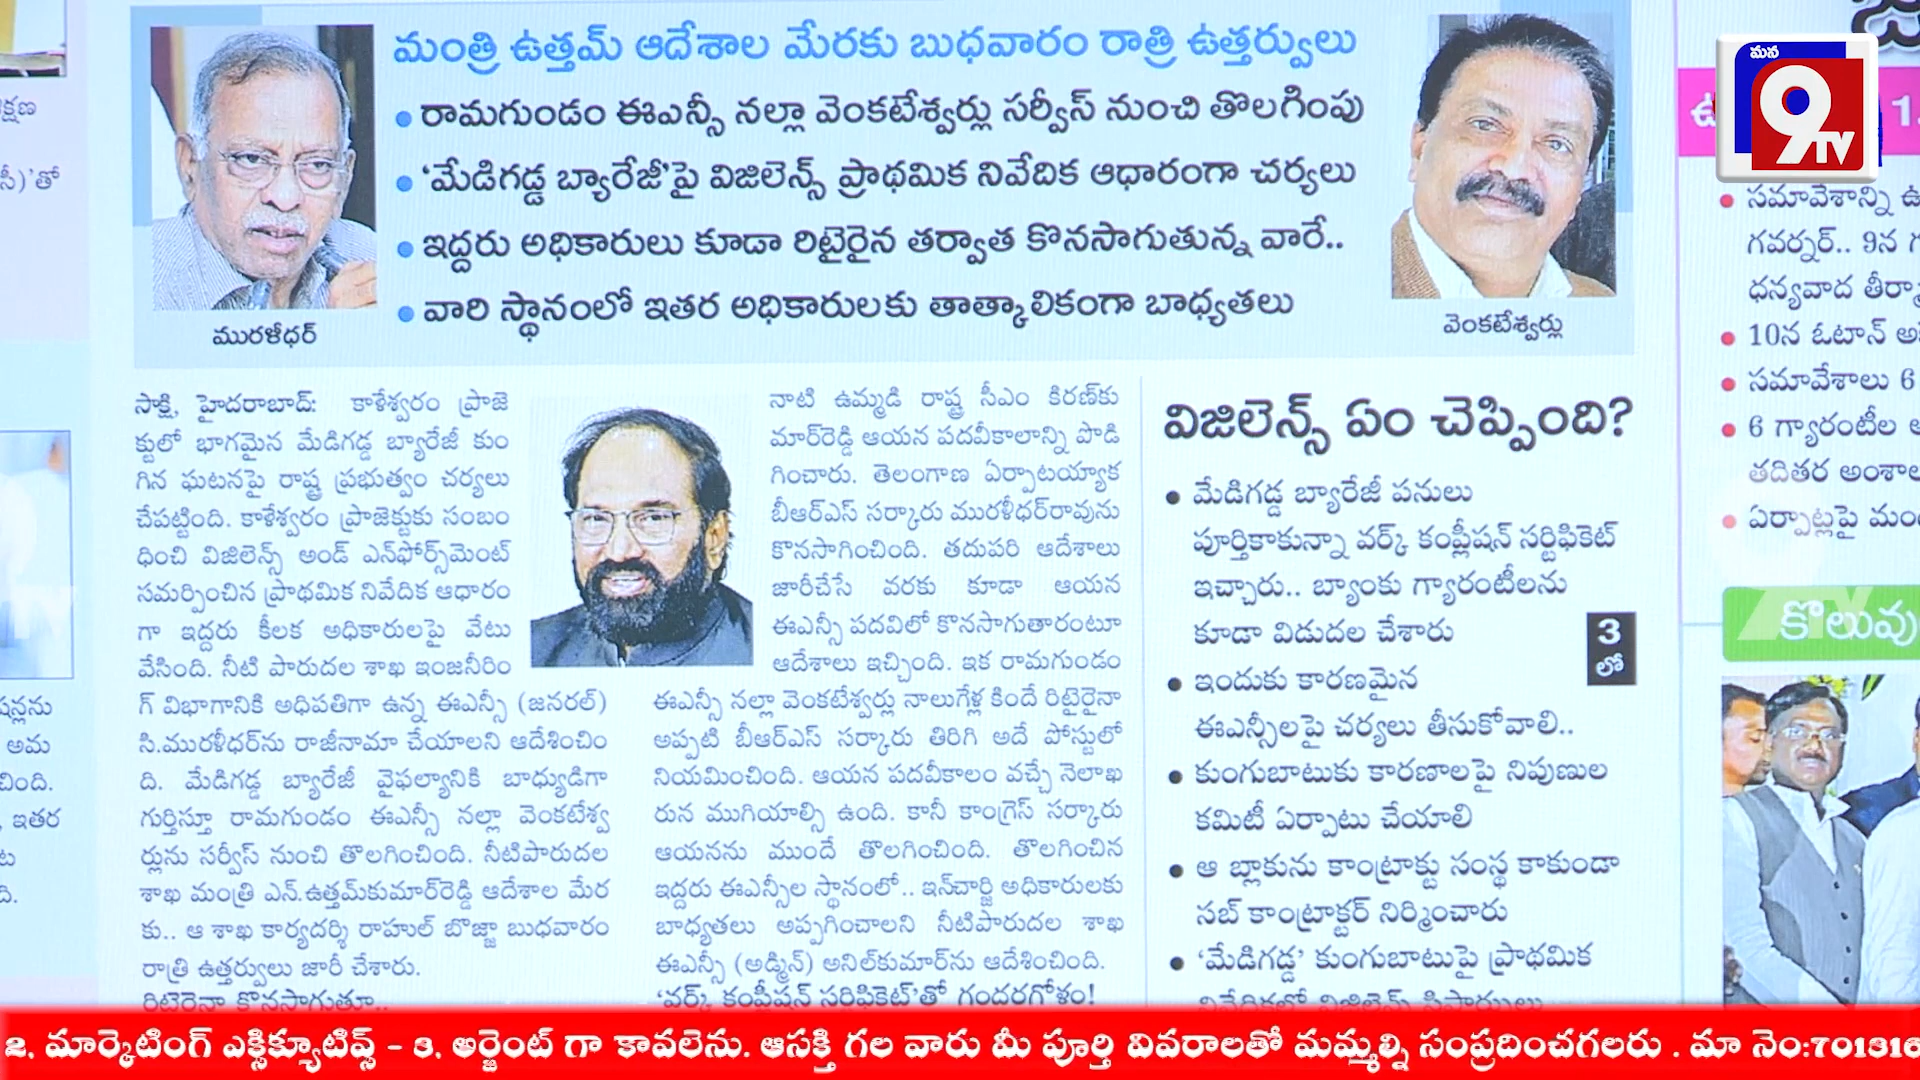 మంత్రి ఉత్తమ్ ఆదేశాల మేరకు బుధవారం రాత్రి ఉత్తర్వులు
• రామగుండం ఈఎన్సీ నల్లా వెంకటేశ్వర్లు సర్వీస్ నుంచి తొలగింపు
• ‘మేడిగడ్డ బ్యారేజీ’పై విజిలెన్స్ ప్రాథమిక నివేదిక ఆధారంగా చర్యలు
• ఇద్దరు అధికారులు కూడా రిటైరైన తర్వాత కొనసాగుతున్న వారే..
• వారి స్థానంలో ఇతర అధికారులకు తాత్కాలికంగా బాధ్యతలు
మురళీధర్
వెంకటేశ్వర్లు
సాక్షి, హైదరాబాద్: కాళేశ్వరం ప్రాజె
క్టులో భాగమైన మేడిగడ్డ బ్యారేజీ కుం
గిన ఘటనపై రాష్ట్ర ప్రభుత్వం చర్యలు
చేపట్టింది. కాళేశ్వరం ప్రాజెక్టుకు సంబం
ధించి విజిలెన్స్ అండ్ ఎన్‌ఫోర్స్‌మెంట్
సమర్పించిన ప్రాథమిక నివేదిక ఆధారం
గా ఇద్దరు కీలక అధికారులపై వేటు
వేసింది. నీటి పారుదల శాఖ ఇంజనీరిం
గ్ విభాగానికి అధిపతిగా ఉన్న ఈఎన్సీ (జనరల్)
సి.మురళీధర్‌ను రాజీనామా చేయాలని ఆదేశించిం
ది. మేడిగడ్డ బ్యారేజీ వైఫల్యానికి బాధ్యుడిగా
గుర్తిస్తూ రామగుండం ఈఎన్సీ నల్లా వెంకటేశ్వ
ర్లును సర్వీస్ నుంచి తొలగించింది. నీటిపారుదల
శాఖ మంత్రి ఎన్.ఉత్తమ్‌కుమార్‌రెడ్డి ఆదేశాల మేర
కు.. ఆ శాఖ కార్యదర్శి రాహుల్ బొజ్జా బుధవారం
రాత్రి ఉత్తర్వులు జారీ చేశారు.
రిటైరైనా కొనసాగుతూ..
నాటి ఉమ్మడి రాష్ట్ర సీఎం కిరణ్‌కు
మార్‌రెడ్డి ఆయన పదవీకాలాన్ని పొడి
గించారు. తెలంగాణ ఏర్పాటయ్యాక
బీఆర్ఎస్ సర్కారు మురళీధర్‌రావును
కొనసాగించింది. తదుపరి ఆదేశాలు
జారీచేసే వరకు కూడా ఆయన
ఈఎన్సీ పదవిలో కొనసాగుతారంటూ
ఆదేశాలు ఇచ్చింది. ఇక రామగుండం
ఈఎన్సీ నల్లా వెంకటేశ్వర్లు నాలుగేళ్ల కిందే రిటైరైనా
అప్పటి బీఆర్ఎస్ సర్కారు తిరిగి అదే పోస్టులో
నియమించింది. ఆయన పదవీకాలం వచ్చే నెలాఖ
రున ముగియాల్సి ఉంది. కానీ కాంగ్రెస్ సర్కారు
ఆయనను ముందే తొలగించింది. తొలగించిన
ఇద్దరు ఈఎన్సీల స్థానంలో.. ఇన్‌చార్జి అధికారులకు
బాధ్యతలు అప్పగించాలని నీటిపారుదల శాఖ
ఈఎన్సీ (అడ్మిన్) అనిల్‌కుమార్‌ను ఆదేశించింది.
‘వర్క్ కంప్లీషన్ సర్టిఫికెట్’తో గందరగోళం!
విజిలెన్స్ ఏం చెప్పింది?
• మేడిగడ్డ బ్యారేజీ పనులు
పూర్తికాకున్నా వర్క్ కంప్లీషన్ సర్టిఫికెట్
ఇచ్చారు.. బ్యాంకు గ్యారంటీలను
కూడా విడుదల చేశారు
3
లో
• ఇందుకు కారణమైన
ఈఎన్సీలపై చర్యలు తీసుకోవాలి..
• కుంగుబాటుకు కారణాలపై నిపుణుల
కమిటీ ఏర్పాటు చేయాలి
• ఆ బ్లాకును కాంట్రాక్టు సంస్థ కాకుండా
సబ్ కాంట్రాక్టర్ నిర్మించారు
• ‘మేడిగడ్డ’ కుంగుబాటుపై ప్రాథమిక
నివేదికలో విజిలెన్స్ సిఫార్సులు
మన
9
TV
• సమావేశాన్ని ఉ
గవర్నర్.. 9న గ
ధన్యవాద తీర్మా
• 10న ఓటాన్ అ
• సమావేశాలు 6
• 6 గ్యారంటీల అ
తదితర అంశాల
• ఏర్పాట్లపై మం
కొలువు
ఇతర
2. మార్కెటింగ్ ఎక్సిక్యూటివ్స్ - 3. అర్జెంట్ గా కావలెను. ఆసక్తి గల వారు మీ పూర్తి వివరాలతో మమ్మల్ని సంప్రదించగలరు . మా నెం:701316